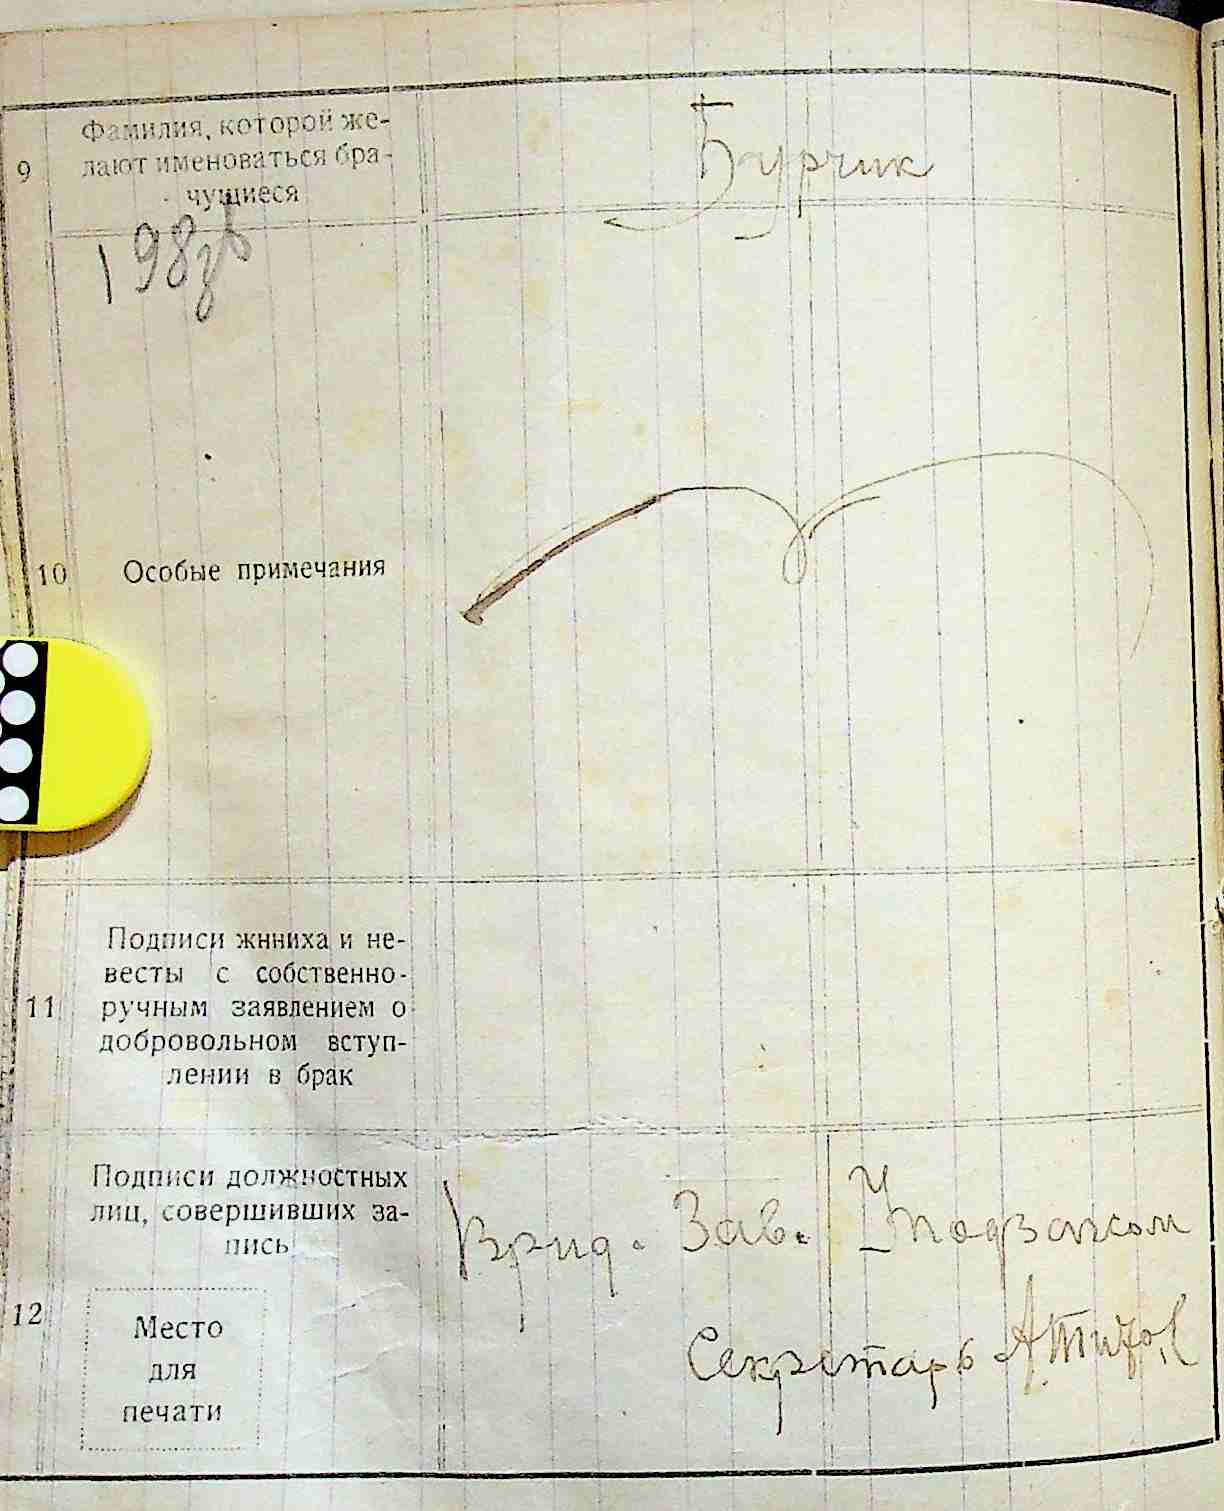 9
Фамилия, которой же-
лают именоваться бра-
чущиеся
Бурчик
10
Особые примечания
11
Подписи жнниха и не-
весты с собственно-
ручным заявлением о
добровольном вступ-
лении в брак
12
Подписи должностных
лиц, совершивших за-
пись
Врид. Зав. Уподзагсом
Секретарь
Место
для
печати